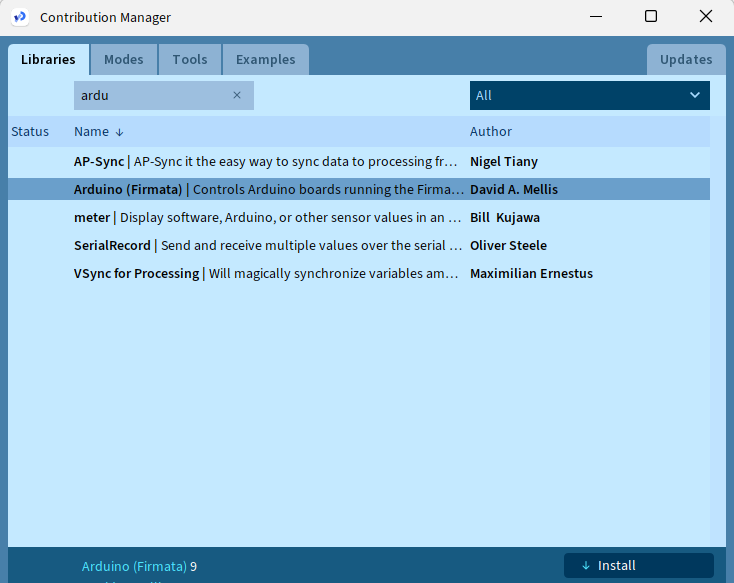 Contribution Manager
Libraries Modes Tools Examples Updates
ardu All
Status Name Author
AP-Sync | AP-Sync it the easy way to sync data to processing fr... Nigel Tiany
Arduino (Firmata) | Controls Arduino boards running the Firma... David A. Mellis
meter | Display software, Arduino, or other sensor values in an ... Bill Kujawa
SerialRecord | Send and receive multiple values over the serial ... Oliver Steele
VSync for Processing | Will magically synchronize variables am... Maximilian Ernestus
Arduino (Firmata) 9 Install